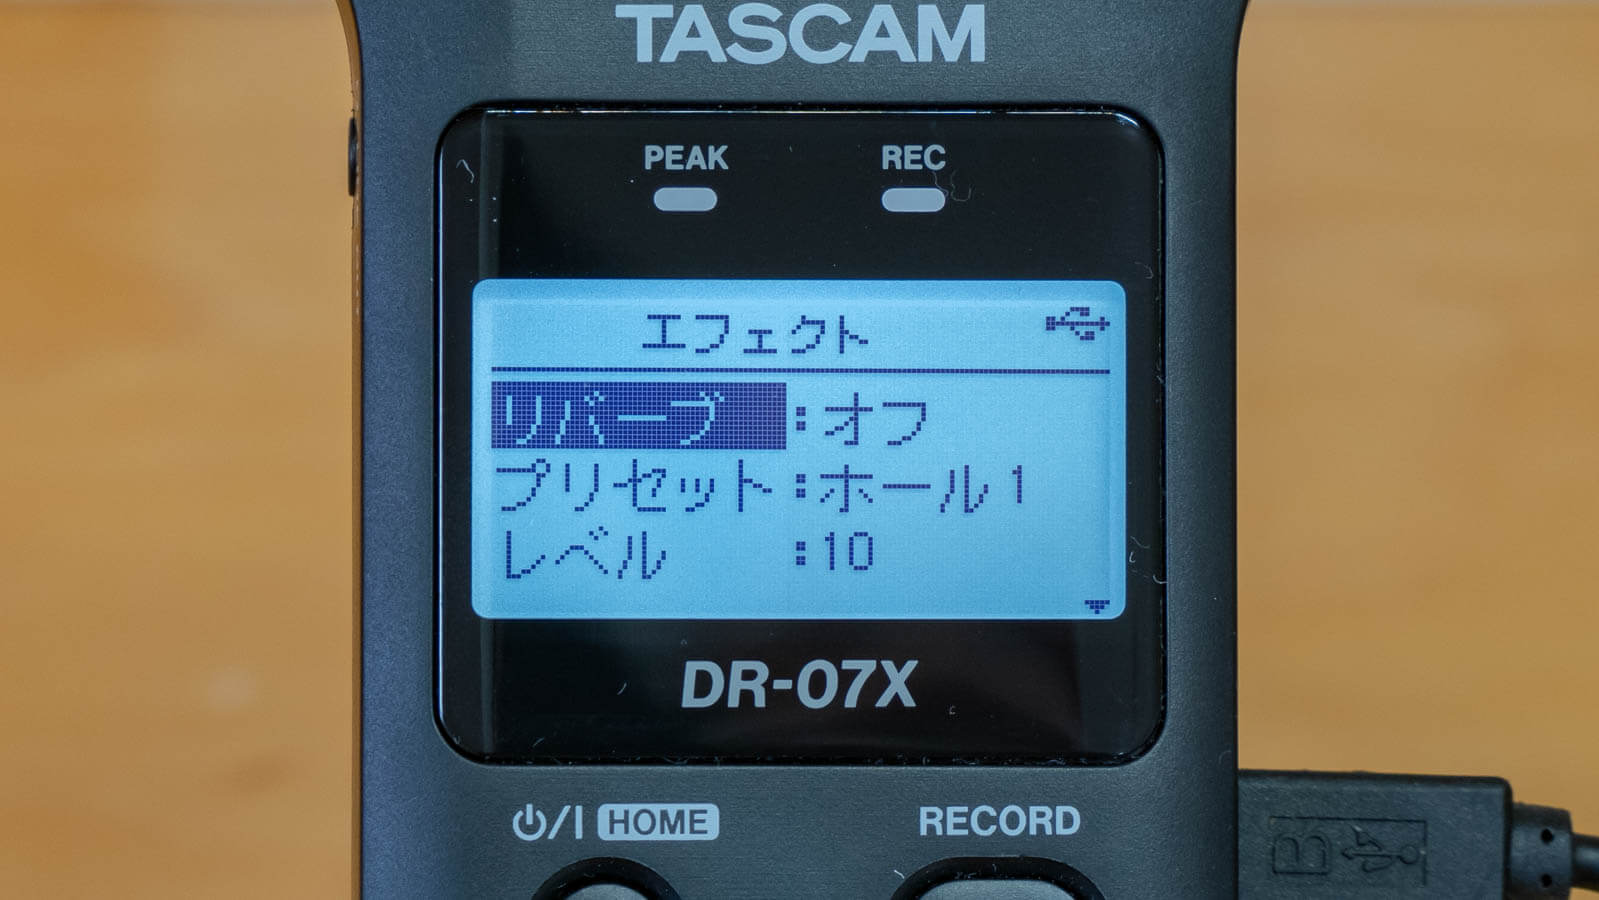 TASCAM
PEAK REC
エフェクト
リバーブ :オフ
プリセット:ホール1
レベル :10
DR-07X
⏻/I HOME RECORD
B